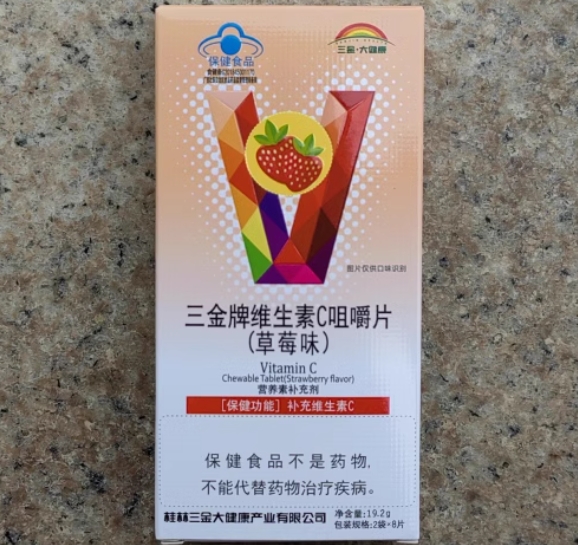 保健食品
三金·大健康
图片仅供口味识别
三金牌维生素C咀嚼片
(草莓味)
Vitamin C
Chewable Tablet(Strawberry flavor)
营养素补充剂
[保健功能] 补充维生素C
保健食品不是药物,
不能代替药物治疗疾病。
桂林三金大健康产业有限公司
净含量:19.2g
包装规格:2袋×8片